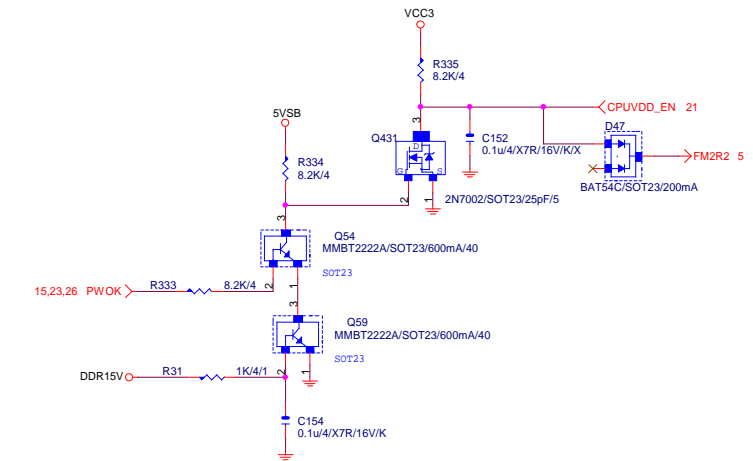 VCC3
R335
8.2K/4
CPUVDD_EN 21
5VSB
3
Q431
D
G
S
C152
0.1u/4/X7R/16V/K/X
D47
FM2R2 5
BAT54C/SOT23/200mA
R334
8.2K/4
2
1
2N7002/SOT23/25pF/5
3
Q54
MMBT2222A/SOT23/600mA/40
SOT23
15,23,26 PWOK
R333
8.2K/4
2
1
3
Q59
MMBT2222A/SOT23/600mA/40
SOT23
DDR15V
R31
1K/4/1
2
1
C154
0.1u/4/X7R/16V/K